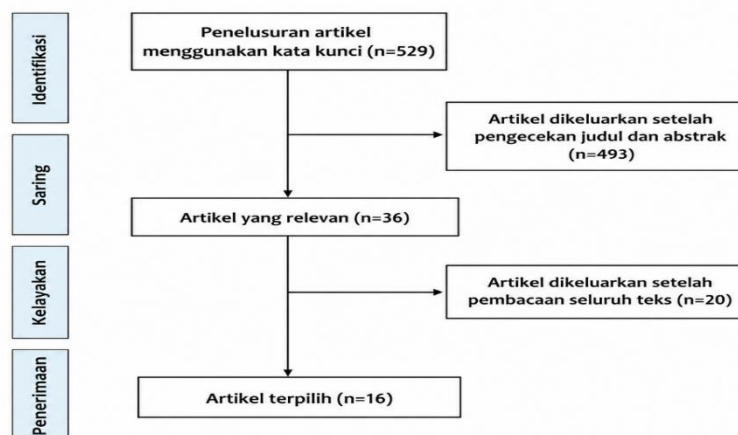 Identifikasi
Penelusuran artikel
menggunakan kata kunci (n=529)
Artikel dikeluarkan setelah
pengecekan judul dan abstrak
(n=493)
Saring
Artikel yang relevan (n=36)
Kelayakan
Artikel dikeluarkan setelah
pembacaan seluruh teks (n=20)
Penerimaan
Artikel terpilih (n=16)